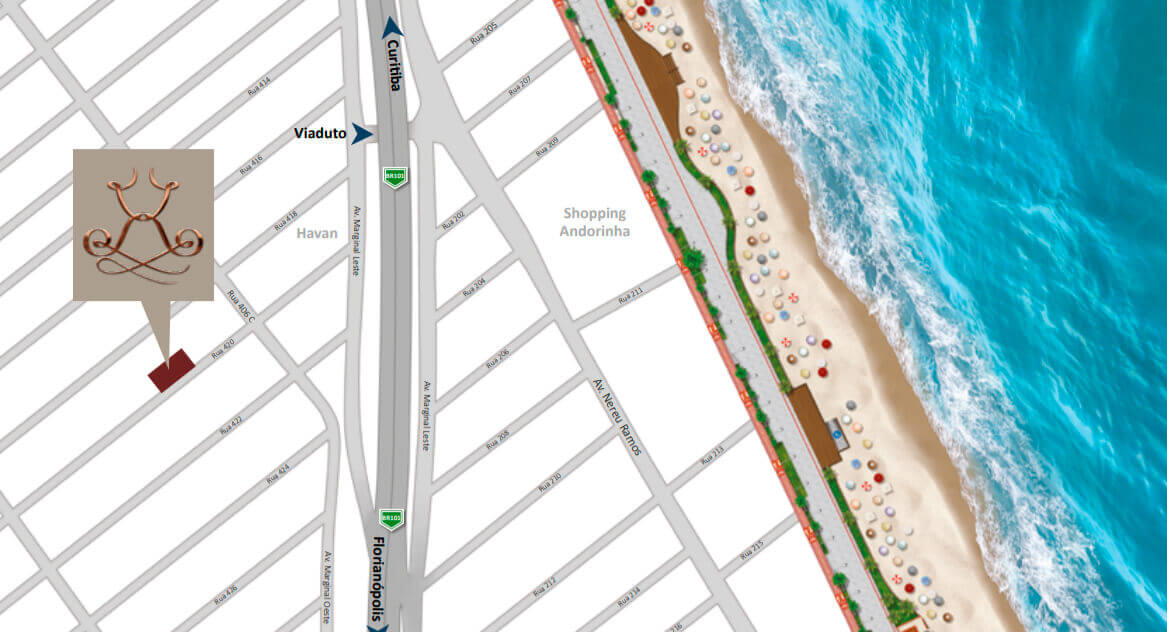 Rua 205
Curitiba
Rua 414
Rua 207
Viaduto
Rua 209
Rua 416
BR101
Rua 418
Rua 202
Av. Marginal Leste
Havan
Shopping
Andorinha
Rua 204
Rua 211
Rua 406 C
Rua 420
Rua 206
Av. Marginal Leste
Av. Nereu Ramos
Rua 422
Rua 208
Rua 213
Rua 424
Rua 210
BR101
Florianópolis
Rua 215
Av. Marginal Oeste
Rua 426
Rua 212
Rua 214
216